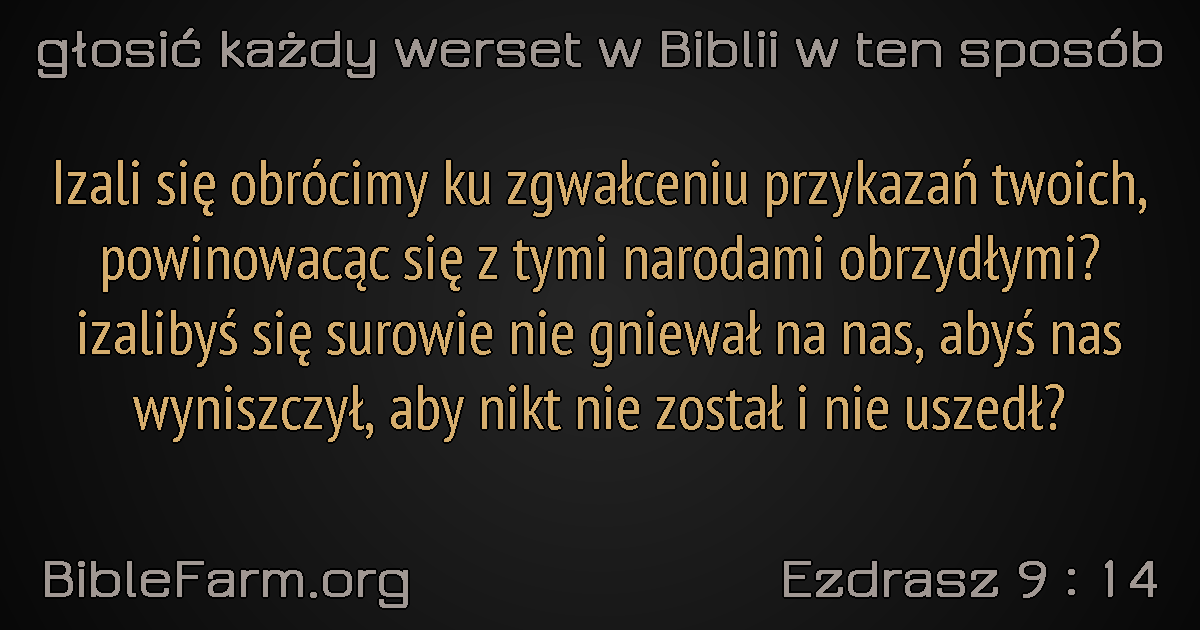 głosić każdy werset w Biblii w ten sposób
Izali się obrócimy ku zgwałceniu przykazań twoich,
powinowacąc się z tymi narodami obrzydłymi?
izalibyś się surowie nie gniewał na nas, abyś nas
wyniszczył, aby nikt nie został i nie uszedł?
BibleFarm.org
Ezdrasz 9 : 14